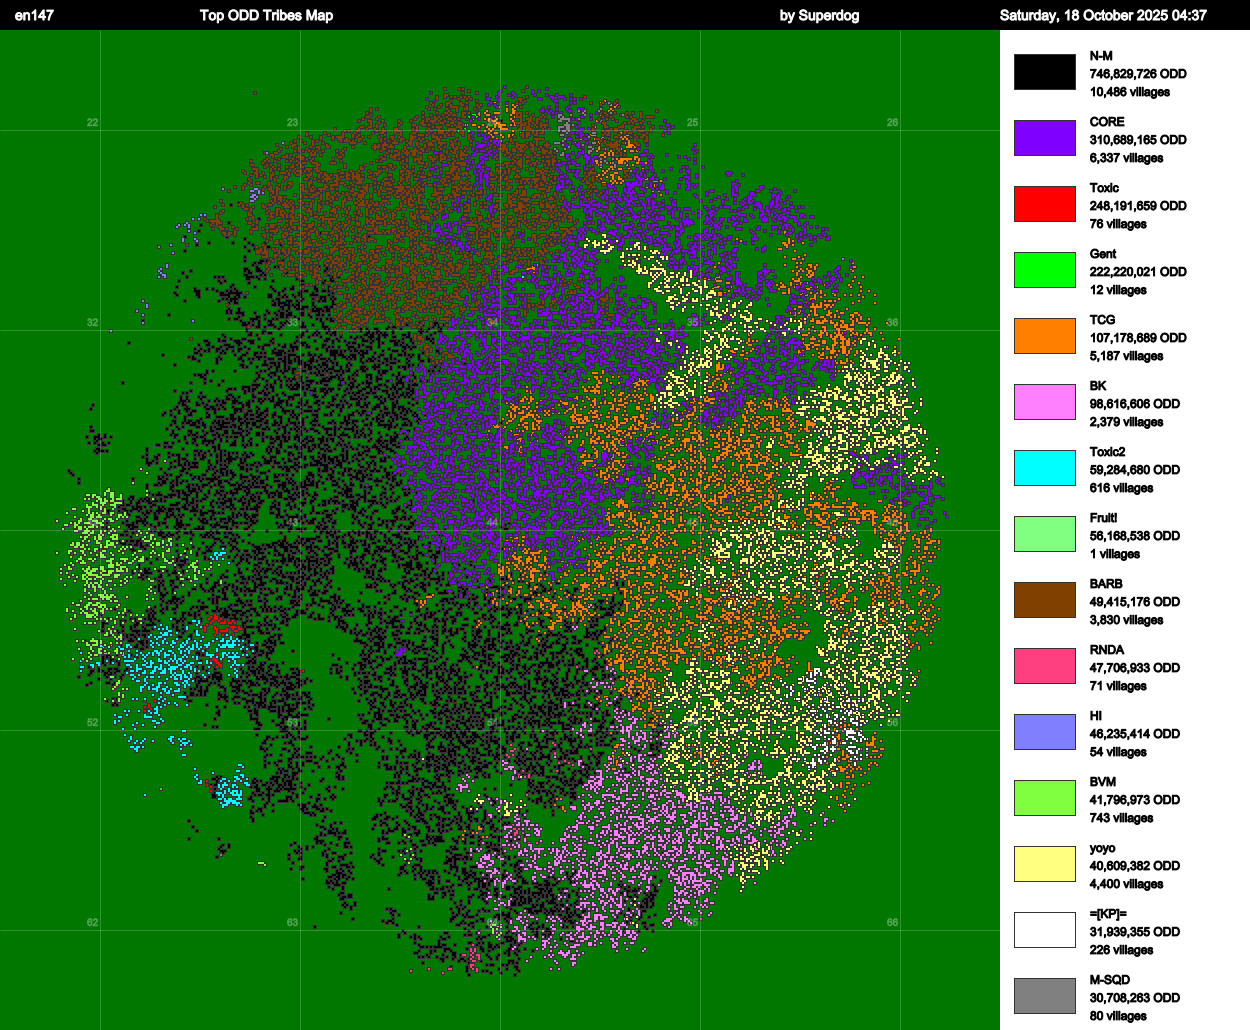 en147 Top ODD Tribes Map by Superdog Saturday, 18 October 2025 04:37
N-M
746,829,726 ODD
10,486 villages
CORE
310,689,165 ODD
6,337 villages
Toxic
248,191,659 ODD
76 villages
Gent
222,220,021 ODD
12 villages
TCG
107,178,689 ODD
5,187 villages
BK
98,616,606 ODD
2,379 villages
Toxic2
59,284,680 ODD
616 villages
Fruit!
56,168,538 ODD
1 villages
BARB
49,415,176 ODD
3,830 villages
RNDA
47,706,933 ODD
71 villages
HI
46,235,414 ODD
54 villages
BVM
41,796,973 ODD
743 villages
yoyo
40,609,382 ODD
4,400 villages
=[KP]=
31,939,355 ODD
226 villages
M-SQD
30,708,263 ODD
80 villages
22 23 25 26
32 33 34 35 36
43 44
52 53 54
62 63 65 66